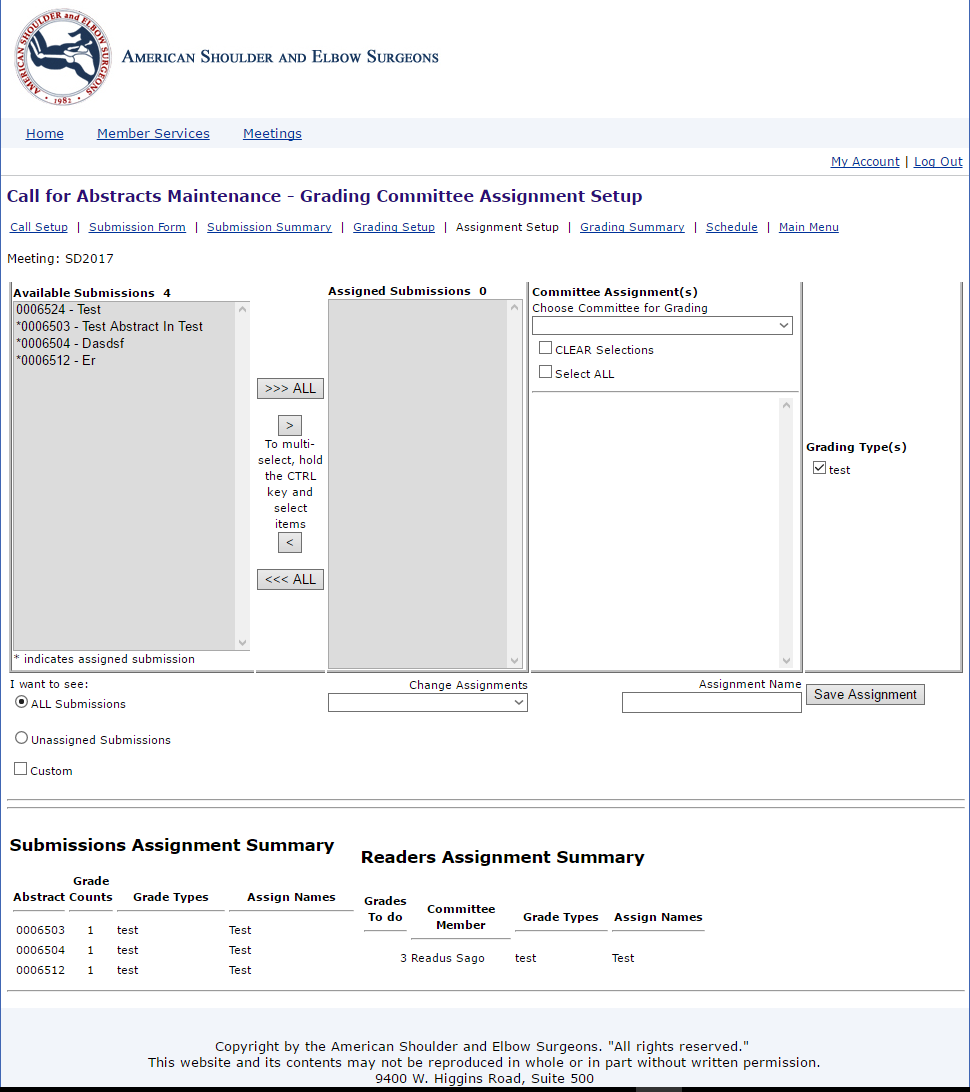 AMERICAN SHOULDER and ELBOW SURGEONS
• 1982 •
AMERICAN SHOULDER AND ELBOW SURGEONS
Home Member Services Meetings
My Account | Log Out
Call for Abstracts Maintenance - Grading Committee Assignment Setup
Call Setup | Submission Form | Submission Summary | Grading Setup | Assignment Setup | Grading Summary | Schedule | Main Menu
Meeting: SD2017
Available Submissions 4
0006524 - Test
*0006503 - Test Abstract In Test
*0006504 - Dasdsf
*0006512 - Er
* indicates assigned submission
>>> ALL
>
To multi-
select, hold
the CTRL
key and
select
items
<
<<< ALL
Assigned Submissions 0
Committee Assignment(s)
Choose Committee for Grading
CLEAR Selections
Select ALL
Grading Type(s)
test
I want to see:
ALL Submissions
Unassigned Submissions
Custom
Change Assignments
Assignment Name
Save Assignment
Submissions Assignment Summary
Abstract Grade Counts Grade Types Assign Names
0006503 1 test Test
0006504 1 test Test
0006512 1 test Test
Readers Assignment Summary
Grades To do Committee Member Grade Types Assign Names
3 Readus Sago test Test
Copyright by the American Shoulder and Elbow Surgeons. "All rights reserved."
This website and its contents may not be reproduced in whole or in part without written permission.
9400 W. Higgins Road, Suite 500